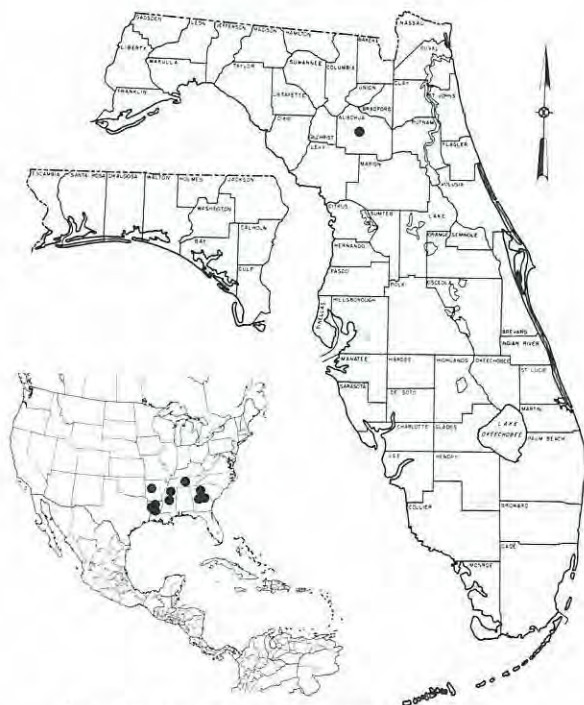 NASSAU
GADSDEN
LEON
JEFFERSON
MADISON
HAMILTON
BAKER
DUVAL
LIBERTY
WAKULLA
TAYLOR
SUWANNEE
COLUMBIA
UNION
CLAY
ST. JOHNS
FRANKLIN
LAFAYETTE
BRADFORD
DIXIE
ALACHUA
PUTNAM
GILCHRIST
FLAGLER
LEVY
MARION
VOLUSIA
ESCAMBIA
SANTA ROSA
OKALOOSA
WALTON
HOLMES
JACKSON
WASHINGTON
BAY
CALHOUN
GULF
CITRUS
SUMTER
LAKE
HERNANDO
ORANGE
SEMINOLE
PASCO
POLK
OSCEOLA
PINELLAS
HILLSBOROUGH
BREVARD
INDIAN RIVER
MANATEE
HARDEE
HIGHLANDS
OKEECHOBEE
ST. LUCIE
SARASOTA
DE SOTO
MARTIN
CHARLOTTE
GLADES
LAKE
OKEECHOBEE
PALM BEACH
LEE
HENDRY
COLLIER
BROWARD
DADE
MONROE